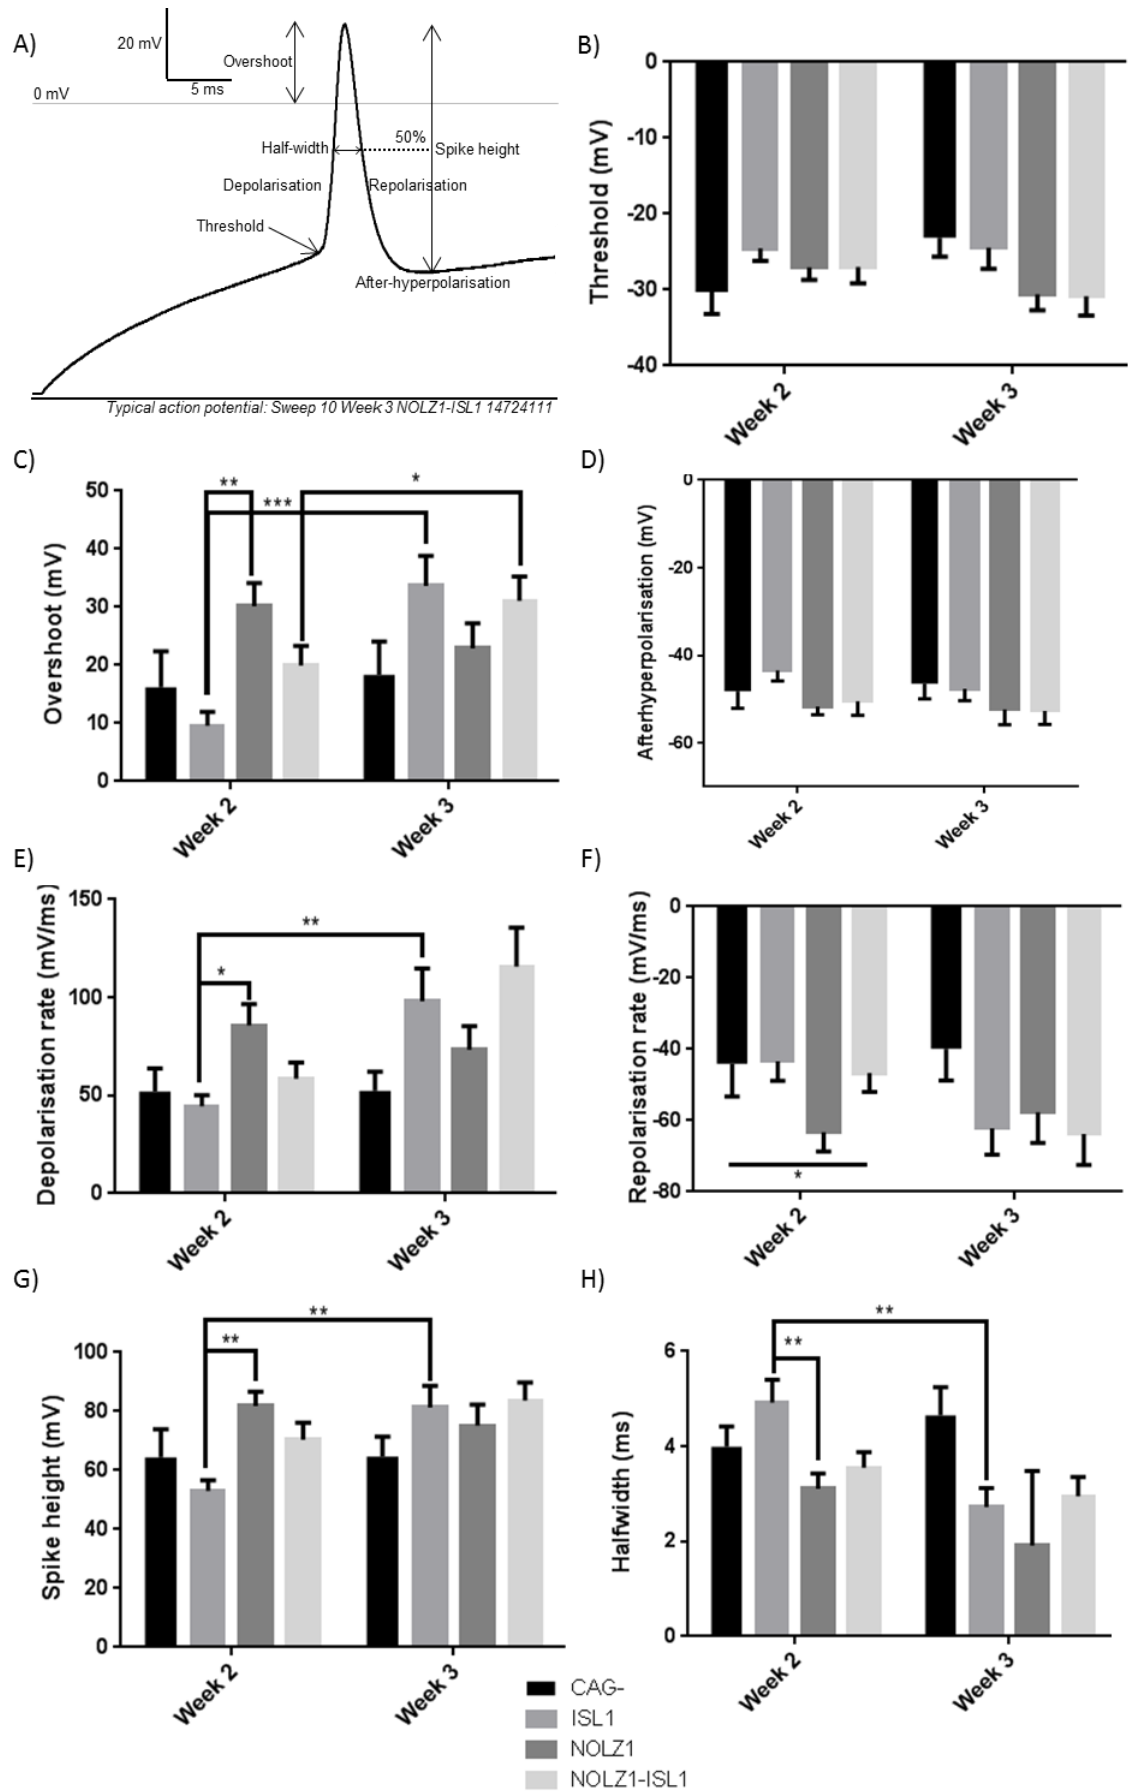 A)
20 mV
5 ms
Overshoot
0 mV
Half-width
50%
Spike height
Depolarisation
Repolarisation
Threshold
After-hyperpolarisation
Typical action potential: Sweep 10 Week 3 NOLZ1-ISL1 14724111
B)
Threshold (mV)
0
-10
-20
-30
-40
Week 2
Week 3
C)
Overshoot (mV)
50
40
30
20
10
0
**
***
*
Week 2
Week 3
D)
Afterhyperpolarisation (mV)
0
-20
-40
-60
Week 2
Week 3
E)
Depolarisation rate (mV/ms)
150
100
50
0
**
*
Week 2
Week 3
F)
Repolarisation rate (mV/ms)
0
-20
-40
-60
-80
*
Week 2
Week 3
G)
Spike height (mV)
100
80
60
40
20
0
**
**
Week 2
Week 3
H)
Halfwidth (ms)
6
4
2
0
**
**
Week 2
Week 3
CAG-
ISL1
NOLZ1
NOLZ1-ISL1